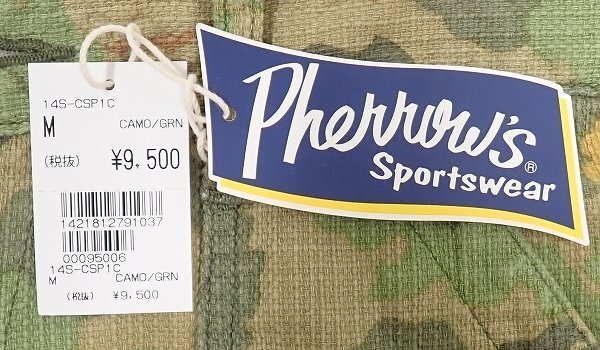 14S-CSP1C
M CAMO/GRN
(税抜) ¥9,500
1421812791037
00095006
14S-CSP1C
M CAMO/GRN
(税抜) ¥9,500
Pherrow's®
Sportswear